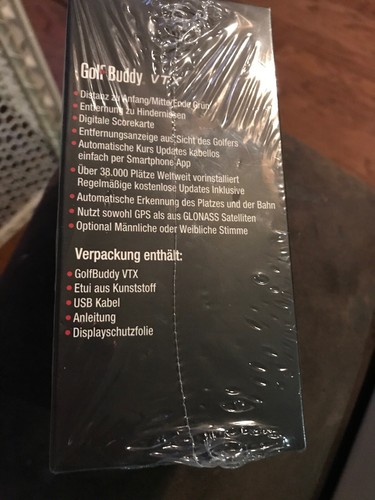 GolfBuddy VTX
• Distanz zu Anfang/Mitte/Ende Grün
• Entfernung zu Hindernissen
• Digitale Scorekarte
• Entfernungsanzeige aus Sicht des Golfers
• Automatische Kurs Updates kabellos
einfach per Smartphone App
• Über 38.000 Plätze Weltweit vorinstalliert
Regelmäßige kostenlose Updates Inklusive
• Automatische Erkennung des Platzes und der Bahn
• Nutzt sowohl GPS als aus GLONASS Satelliten
• Optional Männliche oder Weibliche Stimme
Verpackung enthält:
• GolfBuddy VTX
• Etui aus Kunststoff
• USB Kabel
• Anleitung
• Displayschutzfolie